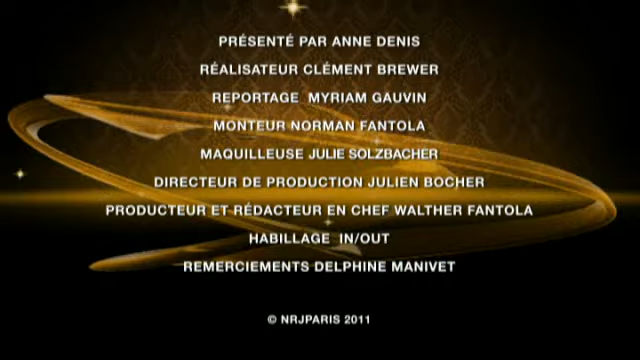 PRÉSENTÉ PAR ANNE DENIS
RÉALISATEUR CLÉMENT BREWER
REPORTAGE MYRIAM GAUVIN
MONTEUR NORMAN FANTOLA
MAQUILLEUSE JULIE SOLZBACHER
DIRECTEUR DE PRODUCTION JULIEN BOCHER
PRODUCTEUR ET RÉDACTEUR EN CHEF WALTHER FANTOLA
HABILLAGE IN/OUT
REMERCIEMENTS DELPHINE MANIVET
© NRJPARIS 2011